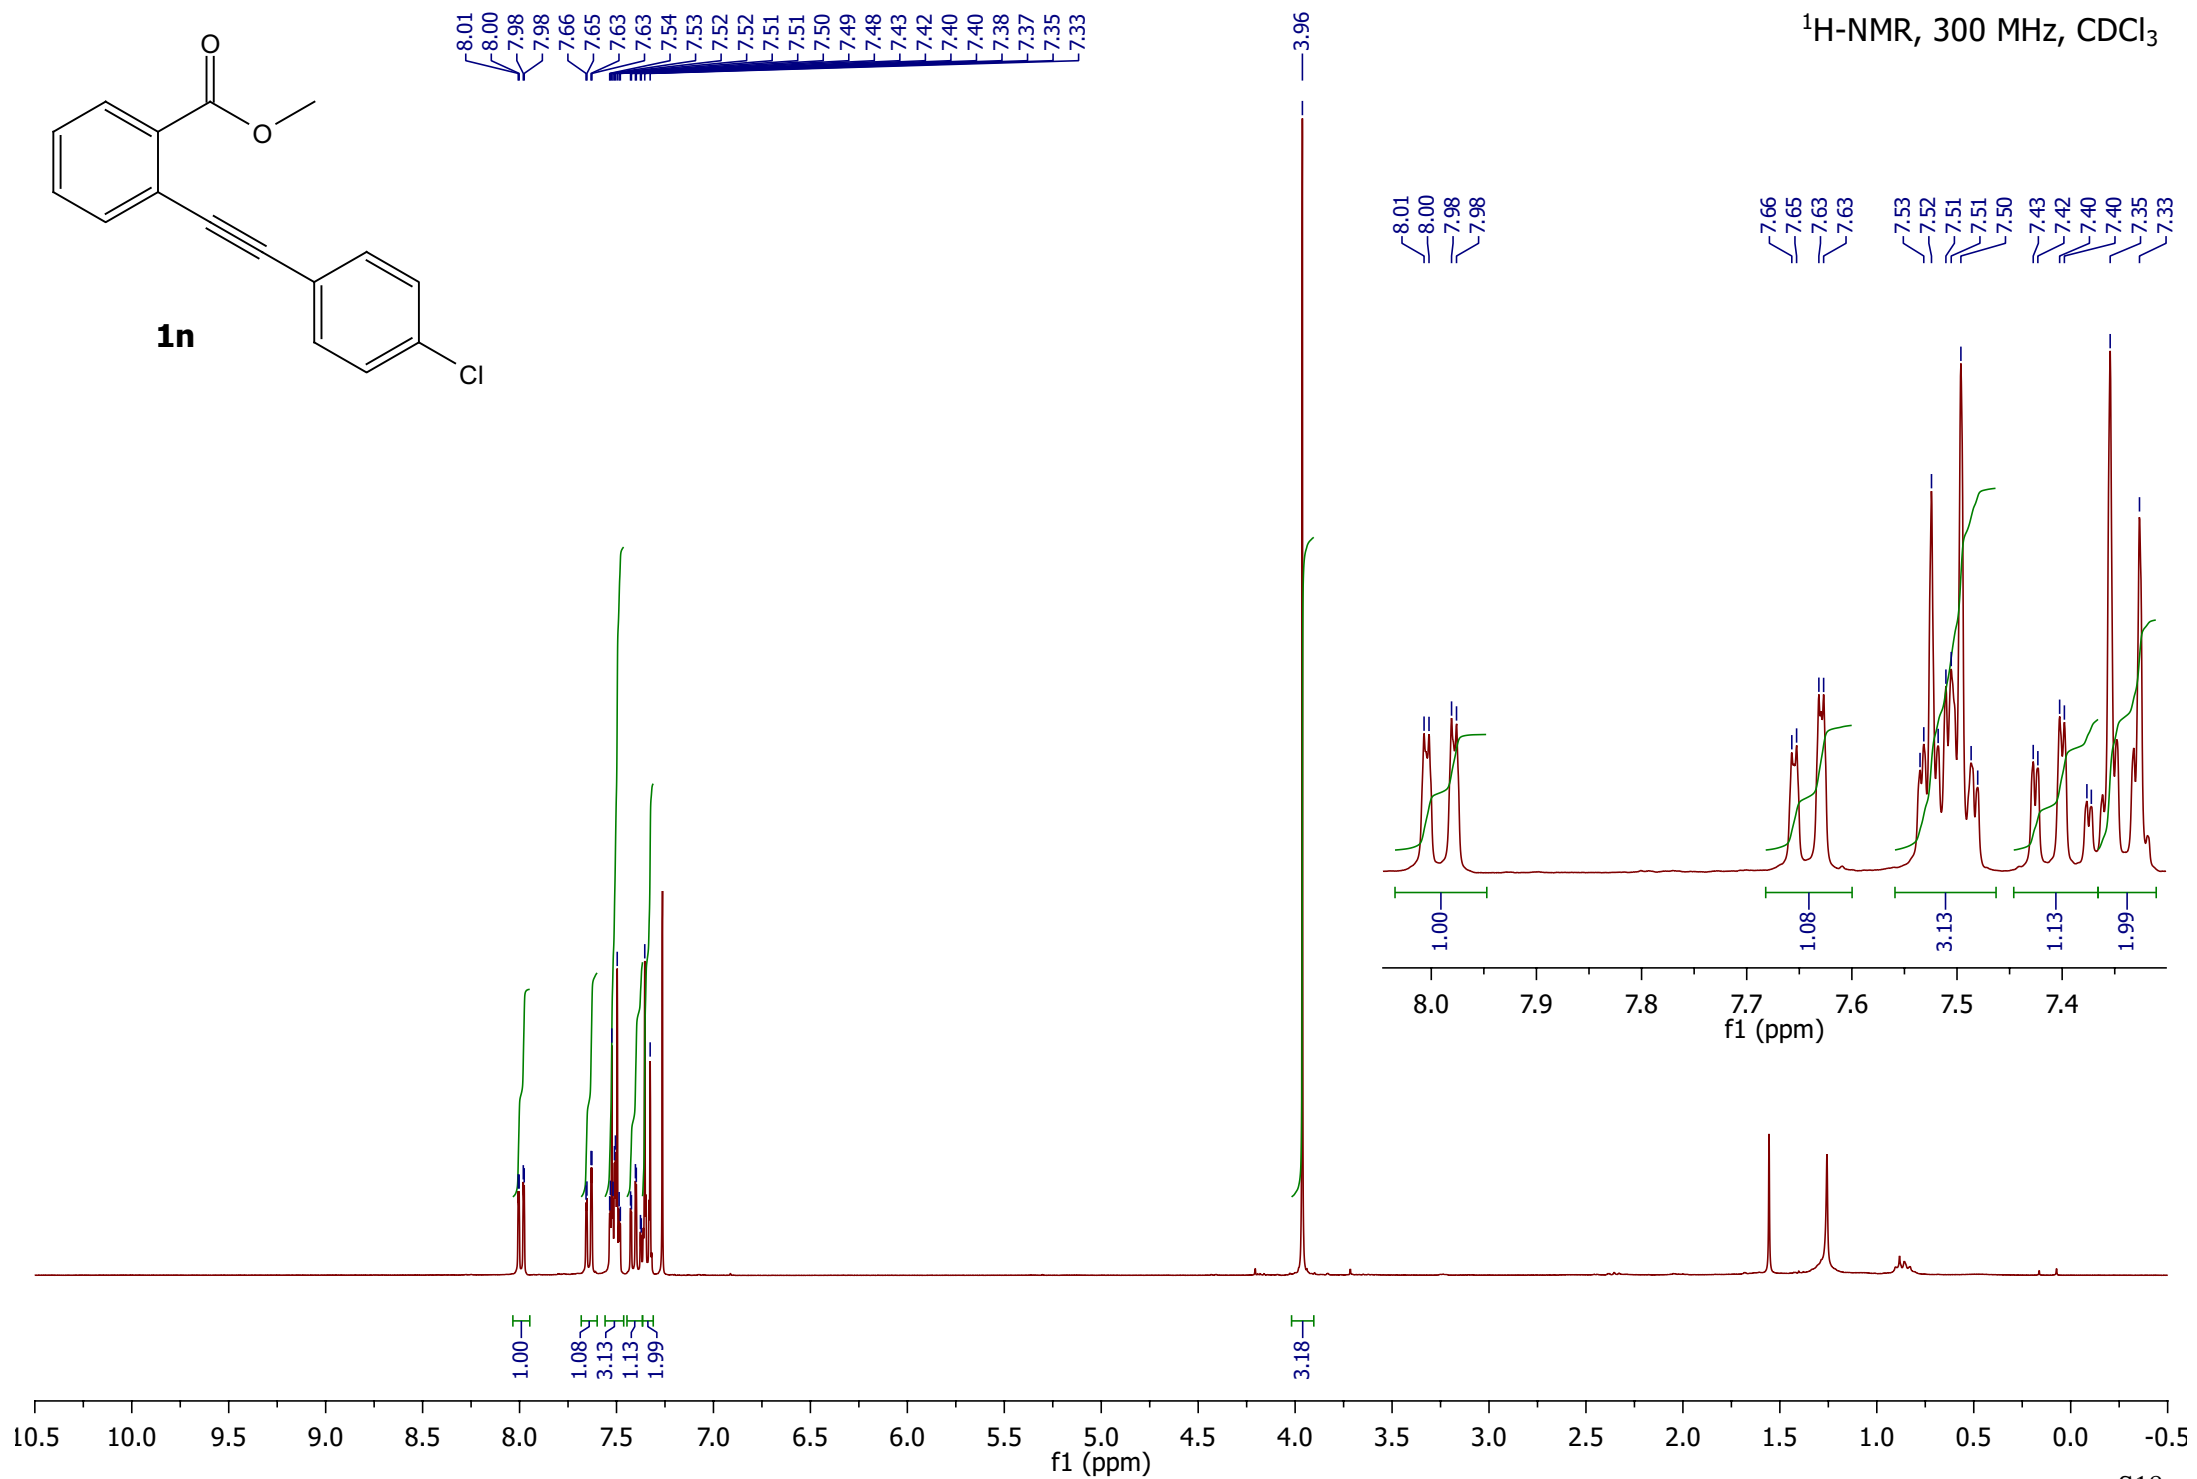 8.01 8.00 7.98 7.98 7.66 7.65 7.63 7.63 7.54 7.53 7.52 7.52 7.51 7.51 7.50 7.49 7.48 7.43 7.42 7.40 7.40 7.38 7.37 7.35 7.33
3.96
¹H-NMR, 300 MHz, CDCl₃
O
O
Cl
1n
8.01 8.00 7.98 7.98 7.66 7.65 7.63 7.63 7.53 7.52 7.51 7.51 7.50 7.43 7.42 7.40 7.40 7.35 7.33
1.00 1.08 3.13 1.13 1.99
8.0 7.9 7.8 7.7 7.6 7.5 7.4
f1 (ppm)
1.00 1.08 3.13 1.13 1.99 3.18
10.5 10.0 9.5 9.0 8.5 8.0 7.5 7.0 6.5 6.0 5.5 5.0 4.5 4.0 3.5 3.0 2.5 2.0 1.5 1.0 0.5 0.0 -0.5
f1 (ppm)